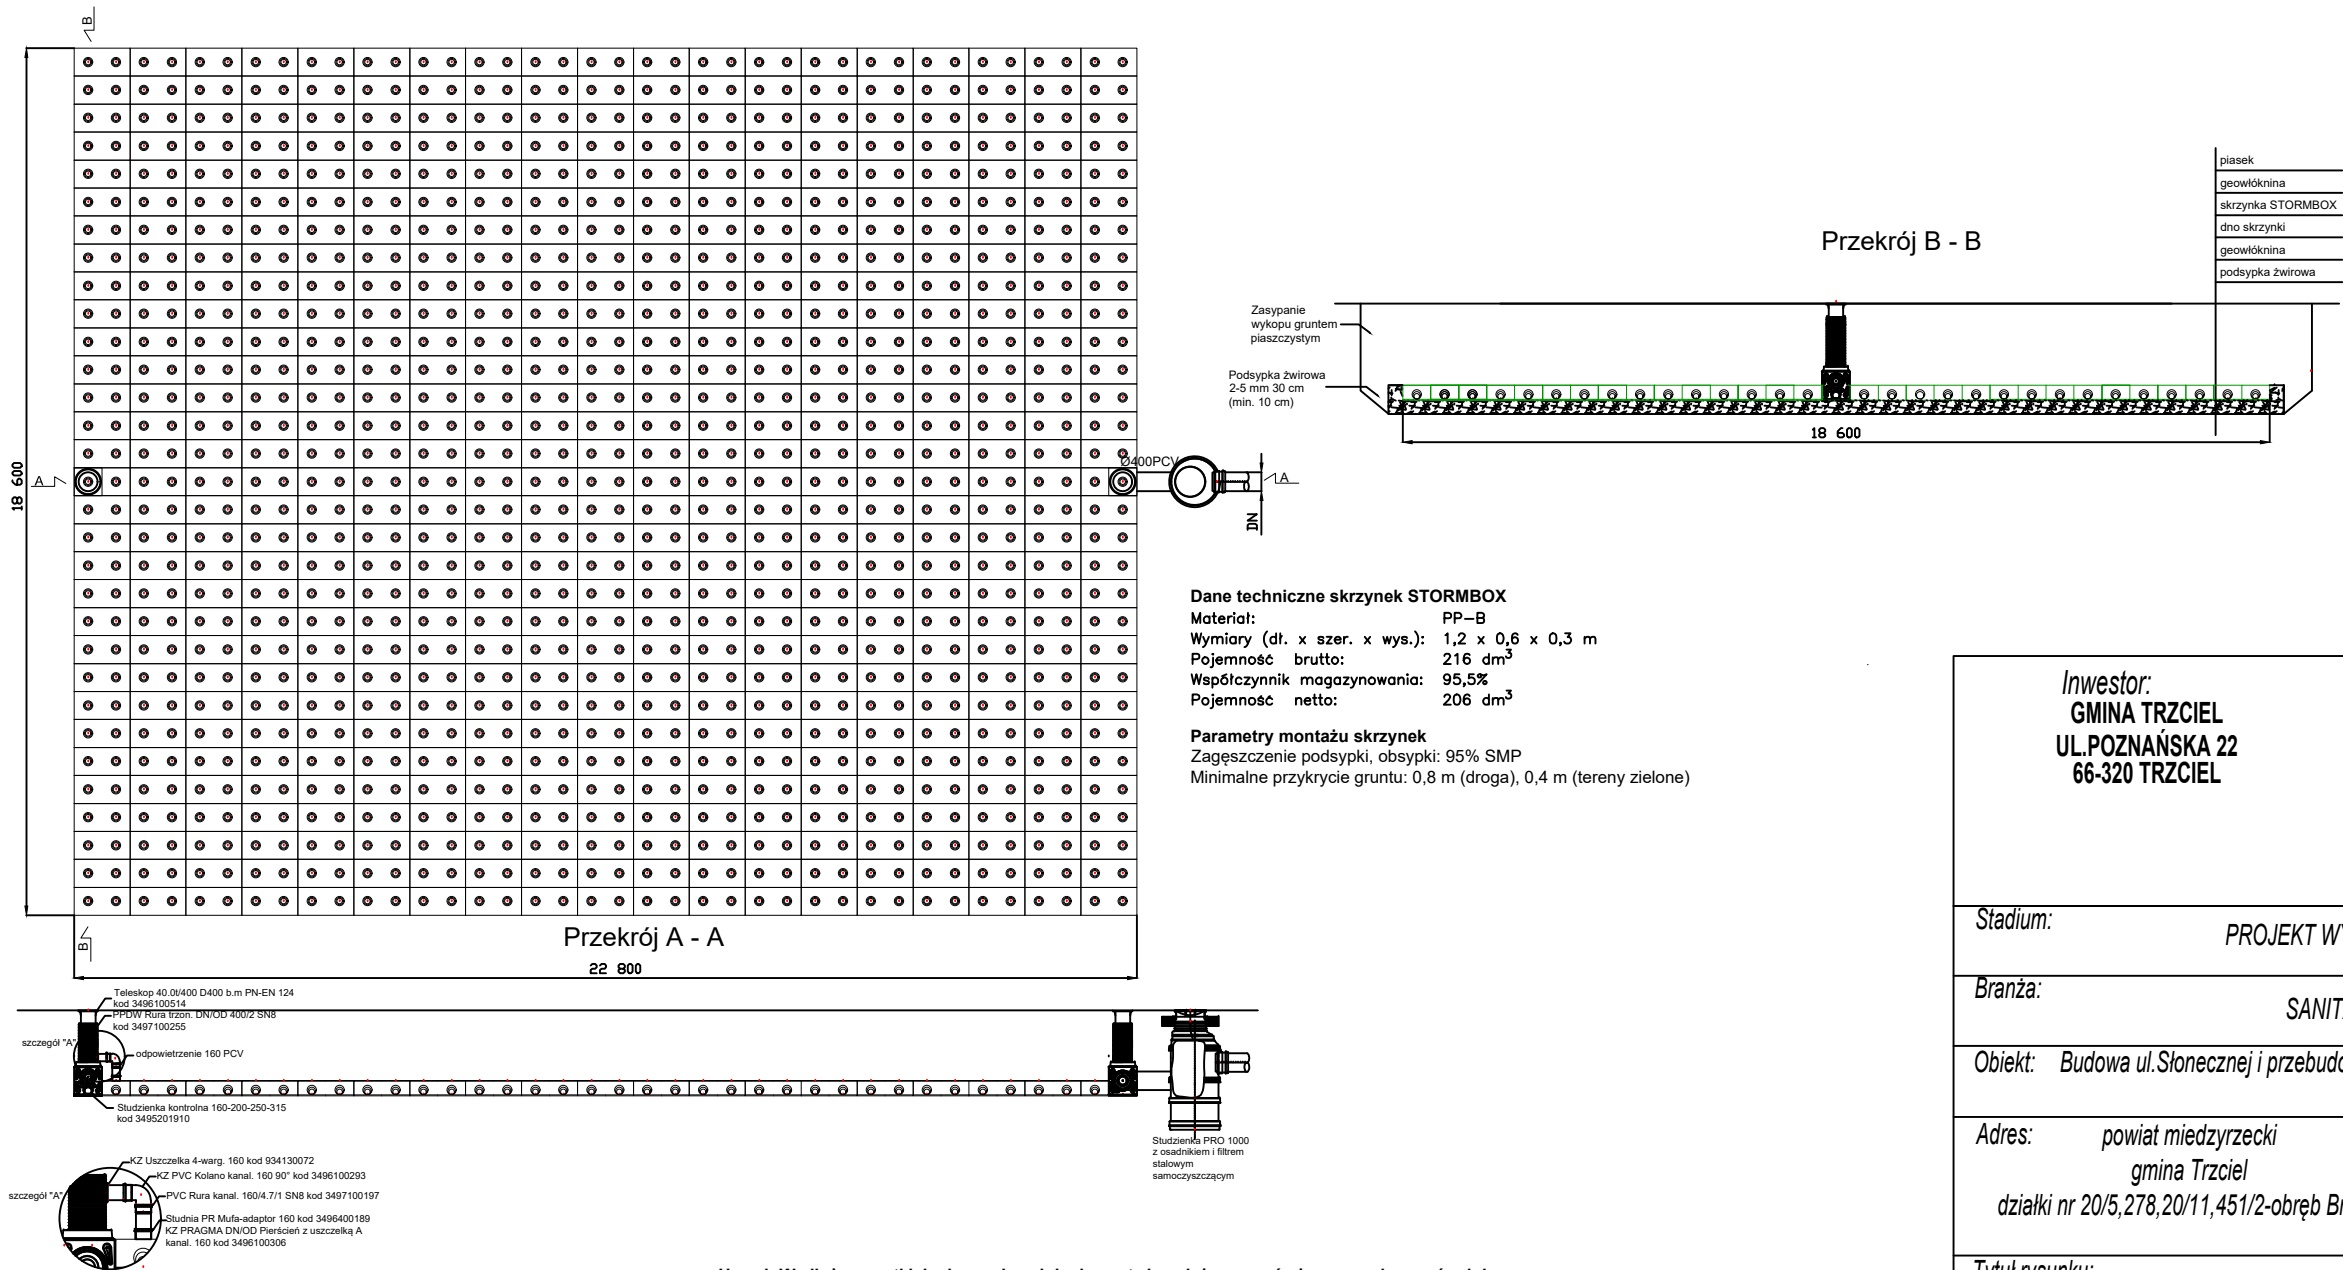 B
18 600
A
Ø400PCV
A
DN
B
Przekrój A - A
22 800
Teleskop 40.0t/400 D400 b.m PN-EN 124
kod 3496100514
PPDW Rura trzon. DN/OD 400/2 SN8
kod 3497100255
szczegół "A"
odpowietrzenie 160 PCV
Studzienka kontrolna 160-200-250-315
kod 3495201910
Studzienka PRO 1000
z osadnikiem i filtrem
stalowym
samoczyszczącym
KZ Uszczelka 4-warg. 160 kod 934130072
KZ PVC Kolano kanal. 160 90° kod 3496100293
szczegół "A"
PVC Rura kanal. 160/4.7/1 SN8 kod 3497100197
Studnia PR Mufa-adaptor 160 kod 3496400189
KZ PRAGMA DN/OD Pierścień z uszczelką A
kanal. 160 kod 3496100306
Przekrój B - B
piasek
geowłóknina
skrzynka STORMBOX
dno skrzynki
geowłóknina
podsypka żwirowa
Zasypanie
wykopu gruntem
piaszczystym
Podsypka żwirowa
2-5 mm 30 cm
(min. 10 cm)
18 600
Dane techniczne skrzynek STORMBOX
Materiał: PP-B
Wymiary (dł. x szer. x wys.): 1,2 x 0,6 x 0,3 m
Pojemność brutto: 216 dm³
Współczynnik magazynowania: 95,5%
Pojemność netto: 206 dm³
Parametry montażu skrzynek
Zagęszczenie podsypki, obsypki: 95% SMP
Minimalne przykrycie gruntu: 0,8 m (droga), 0,4 m (tereny zielone)
Inwestor:
GMINA TRZCIEL
UL.POZNAŃSKA 22
66-320 TRZCIEL
Stadium:
PROJEKT WY
Branża:
SANIT
Obiekt: Budowa ul.Słonecznej i przebudo
Adres: powiat miedzyrzecki
gmina Trzciel
działki nr 20/5,278,20/11,451/2-obręb Br
Tytuł rysunku: